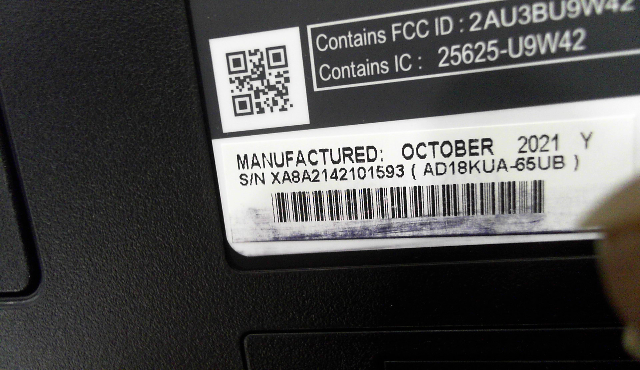 Contains FCC ID : 2AU3BU9W42
Contains IC : 25625-U9W42
MANUFACTURED: OCTOBER 2021 Y
S/N XA8A2142101593 ( AD18KUA-65UB )